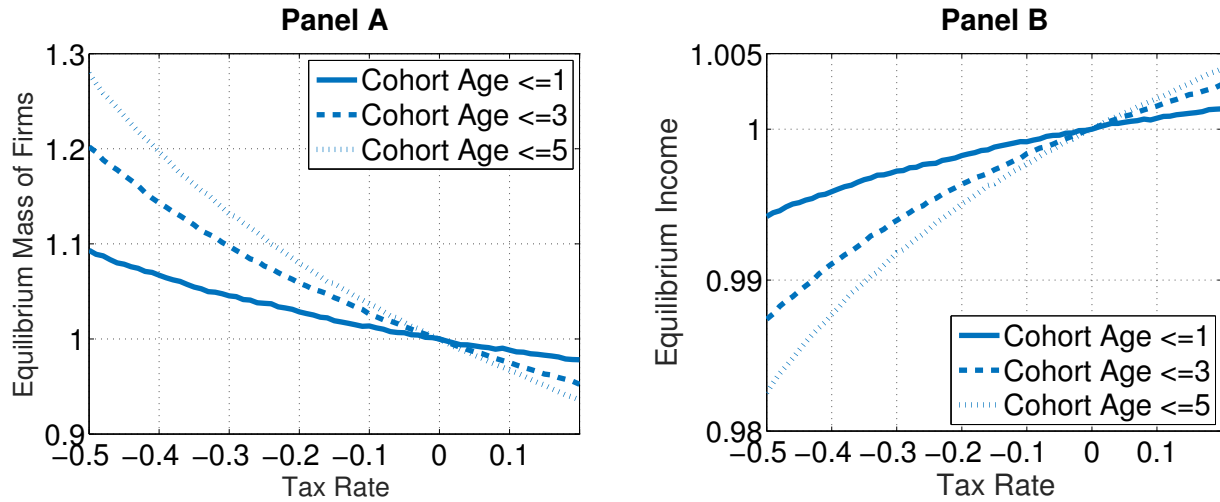 Panel A
Equilibrium Mass of Firms
1.3
1.2
1.1
1
0.9
Cohort Age <=1
Cohort Age <=3
Cohort Age <=5
−0.5 −0.4 −0.3 −0.2 −0.1 0 0.1
Tax Rate
Panel B
Equilibrium Income
1.005
1
0.99
0.98
Cohort Age <=1
Cohort Age <=3
Cohort Age <=5
−0.5 −0.4 −0.3 −0.2 −0.1 0 0.1
Tax Rate